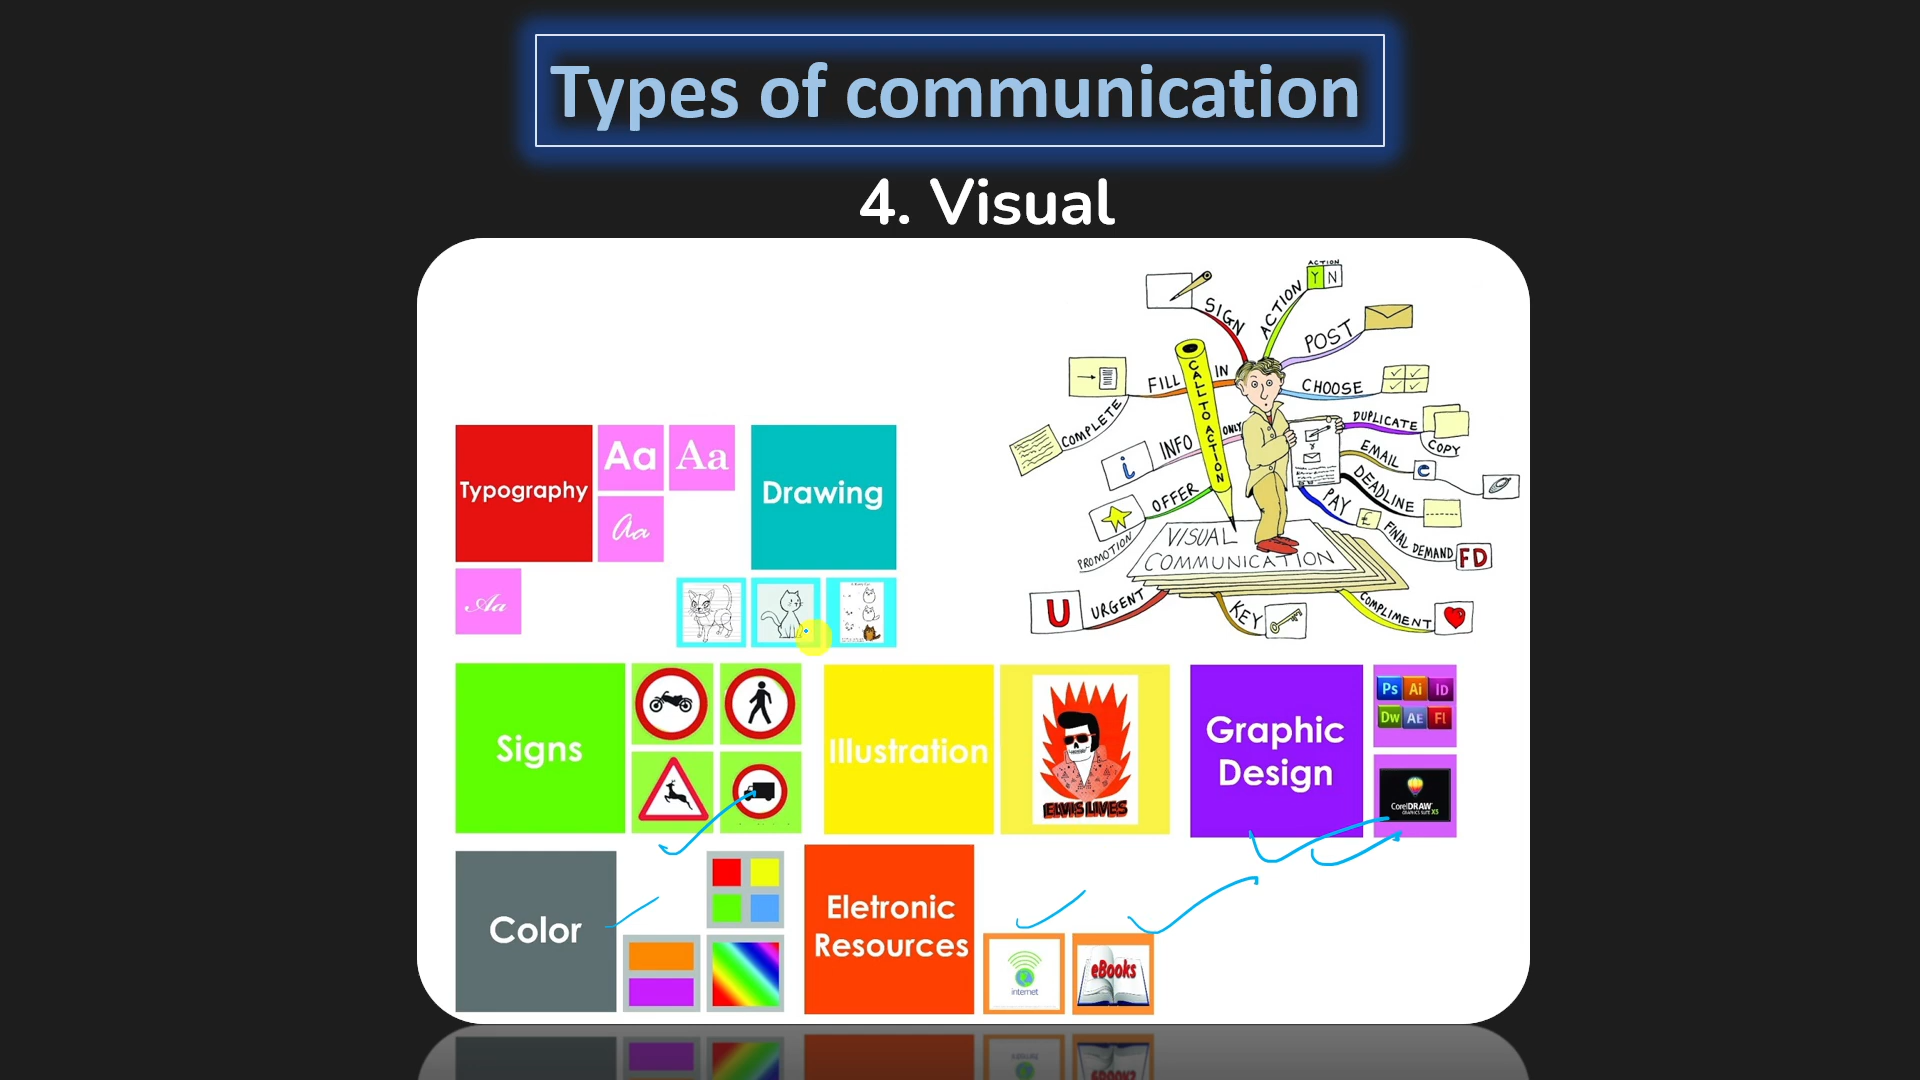 Types of communication
4. Visual
ACTION
Y N
SIGN
ACTION
POST
FILL IN
CHOOSE
COMPLETE
CALL TO ACTION
DUPLICATE
COPY
INFO ONLY
i
EMAIL
e
DEADLINE
OFFER
PAY
£
PROMOTION
FINAL DEMAND
FD
VISUAL
COMMUNICATION
U
URGENT
KEY
COMPLIMENT
Typography
Aa Aa
Aa
Aa
Drawing
Signs
Illustration
ELVIS LIVES
Graphic
Design
Ps Ai ID
Dw AE Fl
CorelDRAW
GRAPHICS SUITE X5
Color
Eletronic
Resources
internet
eBooks